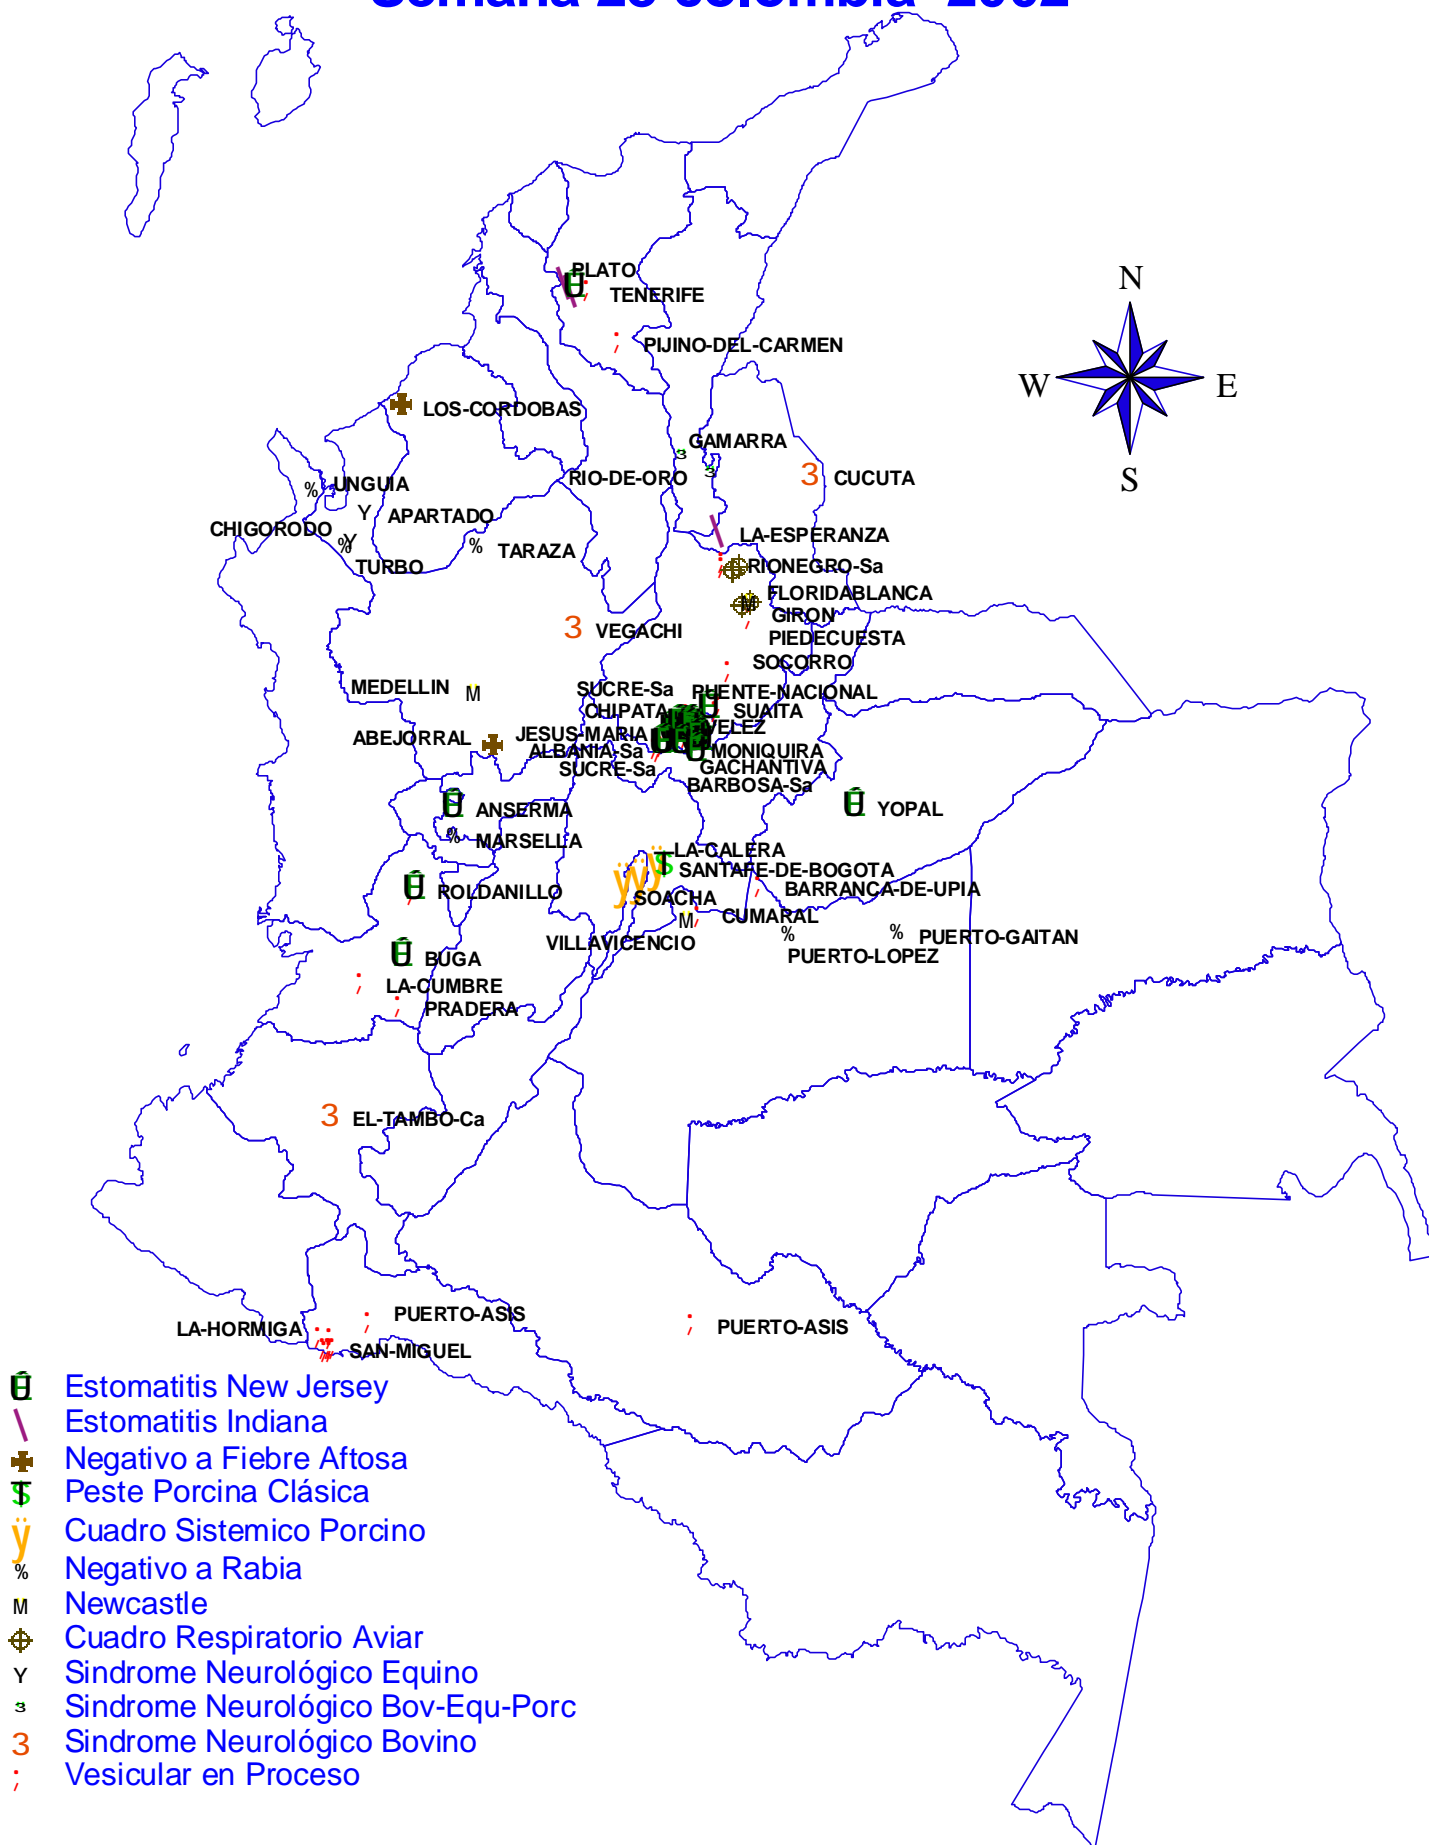 N
W
E
S
PLATO
TENERIFE
PIJINO-DEL-CARMEN
LOS-CORDOBAS
GAMARRA
RIO-DE-ORO
CUCUTA
UNGUIA
APARTADO
CHIGORODO
TURBO
TARAZA
LA-ESPERANZA
RIONEGRO-Sa
FLORIDABLANCA
GIRON
PIEDECUESTA
VEGACHI
SOCORRO
MEDELLIN
SUCRE-Sa
PUENTE-NACIONAL
CHIPATA
SUAITA
VELEZ
ABEJORRAL
JESUS-MARIA
ALBANIA-Sa
MONIQUIRA
SUCRE-Sa
GACHANTIVA
BARBOSA-Sa
ANSERMA
YOPAL
MARSELLA
LA-CALERA
SANTAFE-DE-BOGOTA
ROLDANILLO
BARRANCA-DE-UPIA
SOACHA
CUMARAL
VILLAVICENCIO
PUERTO-GAITAN
PUERTO-LOPEZ
BUGA
LA-CUMBRE
PRADERA
EL-TAMBO-Ca
PUERTO-ASIS
PUERTO-ASIS
LA-HORMIGA
SAN-MIGUEL
Estomatitis New Jersey
Estomatitis Indiana
Negativo a Fiebre Aftosa
Peste Porcina Clásica
ÿ Cuadro Sistemico Porcino
% Negativo a Rabia
M Newcastle
Cuadro Respiratorio Aviar
Y Sindrome Neurológico Equino
3 Sindrome Neurológico Bov-Equ-Porc
3 Sindrome Neurológico Bovino
; Vesicular en Proceso